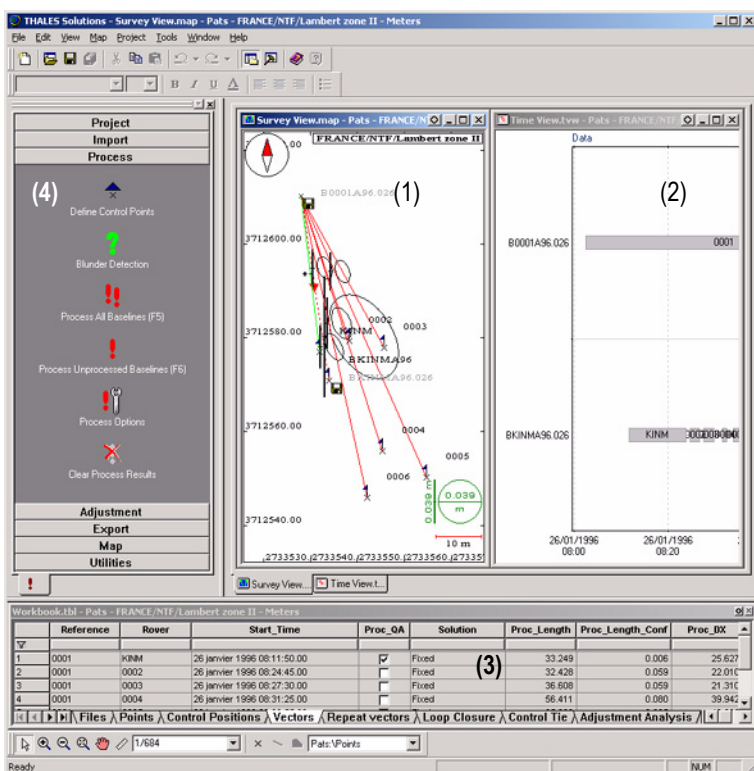 THALES Solutions - Survey View.map - Pats - FRANCE/NTF/Lambert zone II - Meters
File Edit View Map Project Tools Window Help
B I U A
Project
Import
Process
(4)
Define Control Points
Blunder Detection
Process All Baselines (F5)
Process Unprocessed Baselines (F6)
Process Options
Clear Process Results
Adjustment
Export
Map
Utilities
Survey View.map - Pats - FRANCE/N
FRANCE/NTF/Lambert zone II
(1)
B0001A96.026
3712600.00
0002
0003
KINM
3712580.00
BKINMA96
BKINMA96.026
3712560.00
0004
0005
0006
0.039 m
0.039
m
3712540.00
10 m
Time View.tvw - Pats - FRANCE/NTF
Data
(2)
B0001A96.026
0001
BKINMA96.026
KINM
26/01/1996
08:00
26/01/1996
08:20
Survey View... Time View.t...
Workbook.tbl - Pats - FRANCE/NTF/Lambert zone II - Meters
Reference Rover Start_Time Proc_QA Solution Proc_Length Proc_Length_Conf Proc_DX
1 0001 KINM 26 janvier 1996 08:11:50.00 Fixed 33.249 0.006 25.627
2 0001 0002 26 janvier 1996 08:24:45.00 Fixed 32.428 0.059 22.010
3 0001 0003 26 janvier 1996 08:27:30.00 Fixed 36.608 0.059 21.310
4 0001 0004 26 janvier 1996 08:31:25.00 Fixed 56.411 0.080 39.942
(3)
Files Points Control Positions Vectors Repeat vectors Loop Closure Control Tie Adjustment Analysis
1/684 Pats:\Points
Ready NUM